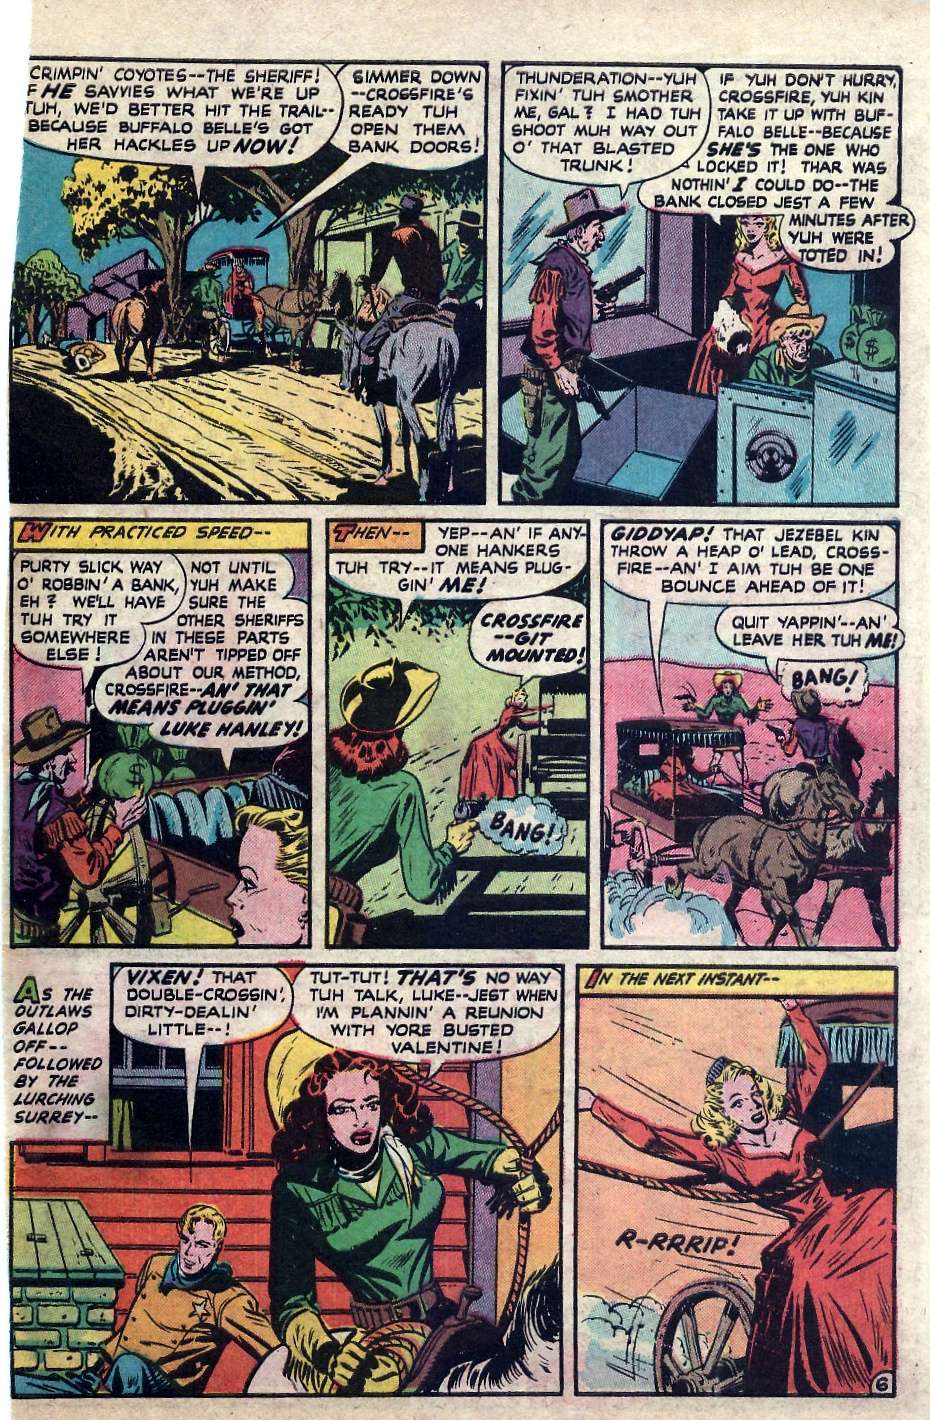 CRIMPIN' COYOTES--THE SHERIFF!
F HE SAVVIES WHAT WE'RE UP
TUH, WE'D BETTER HIT THE TRAIL--
BECAUSE BUFFALO BELLE'S GOT
HER HACKLES UP NOW!
SIMMER DOWN
--CROSSFIRE'S
READY TUH
OPEN THEM
BANK DOORS!
THUNDERATION--YUH
FIXIN' TUH SMOTHER
ME, GAL? I HAD TUH
SHOOT MUH WAY OUT
O' THAT BLASTED
TRUNK!
IF YUH DON'T HURRY,
CROSSFIRE, YUH KIN
TAKE IT UP WITH BUF-
FALO BELLE--BECAUSE
SHE'S THE ONE WHO
LOCKED IT! THAR WAS
NOTHIN' I COULD DO--THE
BANK CLOSED JEST A FEW
MINUTES AFTER
YUH WERE
TOTED IN!
$
$
WITH PRACTICED SPEED--
PURTY SLICK WAY
O' ROBBIN' A BANK,
EH? WE'LL HAVE
TUH TRY IT
SOMEWHERE
ELSE!
NOT UNTIL
YUH MAKE
SURE THE
OTHER SHERIFFS
IN THESE PARTS
AREN'T TIPPED OFF
ABOUT OUR METHOD,
CROSSFIRE--AN' THAT
MEANS PLUGGIN'
LUKE HANLEY!
$
THEN--
YEP--AN' IF ANY-
ONE HANKERS
TUH TRY--IT MEANS PLUG-
GIN' ME!
CROSSFIRE
--GIT
MOUNTED!
BANG!
GIDDYAP! THAT JEZEBEL KIN
THROW A HEAP O' LEAD, CROSS-
FIRE--AN' I AIM TUH BE ONE
BOUNCE AHEAD OF IT!
QUIT YAPPIN'--AN'
LEAVE HER TUH ME!
BANG!
AS THE
OUTLAWS
GALLOP
OFF--
FOLLOWED
BY THE
LURCHING
SURREY--
VIXEN! THAT
DOUBLE-CROSSIN',
DIRTY-DEALIN'
LITTLE--!
TUT-TUT! THAT'S NO WAY
TUH TALK, LUKE--JEST WHEN
I'M PLANNIN' A REUNION
WITH YORE BUSTED
VALENTINE!
IN THE NEXT INSTANT--
R-RRRIP!
6